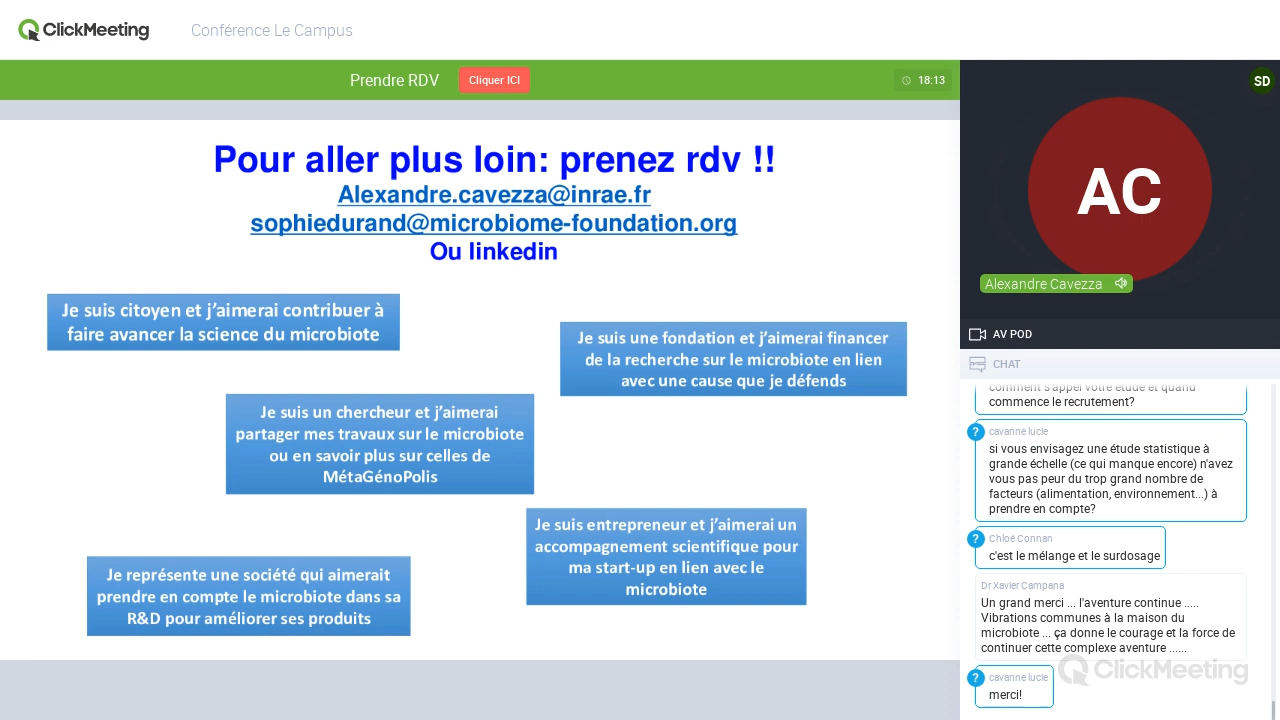 ClickMeeting
Conférence Le Campus
Prendre RDV
Cliquer ICI
18:13
Pour aller plus loin: prenez rdv !!
Alexandre.cavezza@inrae.fr
sophiedurand@microbiome-foundation.org
Ou linkedin
Je suis citoyen et j’aimerai contribuer à
faire avancer la science du microbiote
Je suis une fondation et j’aimerai financer
de la recherche sur le microbiote en lien
avec une cause que je défends
Je suis un chercheur et j’aimerai
partager mes travaux sur le microbiote
ou en savoir plus sur celles de
MétaGénoPolis
Je suis entrepreneur et j’aimerai un
accompagnement scientifique pour
ma start-up en lien avec le
microbiote
Je représente une société qui aimerait
prendre en compte le microbiote dans sa
R&D pour améliorer ses produits
SD
AC
Alexandre Cavezza
AV POD
CHAT
comment s'appel votre étude et quand
commence le recrutement?
?
cavanne lucie
si vous envisagez une étude statistique à
grande échelle (ce qui manque encore) n'avez
vous pas peur du trop grand nombre de
facteurs (alimentation, environnement...) à
prendre en compte?
?
Chloé Connan
c'est le mélange et le surdosage
Dr Xavier Campana
Un grand merci ... l'aventure continue .....
Vibrations communes à la maison du
microbiote ... ça donne le courage et la force de
continuer cette complexe aventure ......
ClickMeeting
?
cavanne lucie
merci!